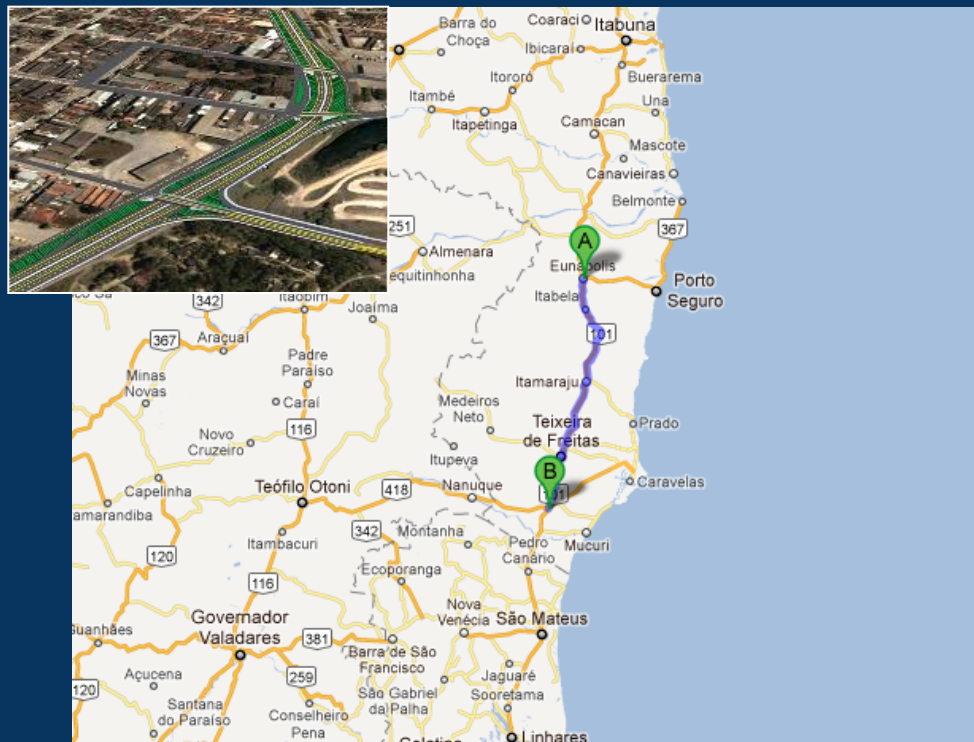 Coaraci
Itabuna
Barra do
Choça
Ibicaraí
Buerarema
Itororó
Itambé
Una
Itapetinga
Camacan
Mascote
Canavieiras
Belmonte
251
367
A
Almenara
Eunápolis
equitinhonha
Porto
Seguro
Itabela
342
Itaobim
Joaíma
101
367
Araçuaí
Padre
Paraíso
Itamaraju
Minas
Novas
Caraí
Medeiros
Neto
Teixeira
de Freitas
Prado
116
Novo
Cruzeiro
Itupeva
B
Capelinha
Teófilo Otoni
418
Nanuque
101
Caravelas
amarandiba
342
Montanha
Pedro
Canário
Mucuri
Itambacuri
120
Ecoporanga
116
Nova
Venécia
São Mateus
Governador
Valadares
Guanhães
381
Barra de São
Francisco
Açucena
259
Jaguaré
120
São Gabriel
da Palha
Sooretama
Santana
do Paraíso
Conselheiro
Pena
Linhares